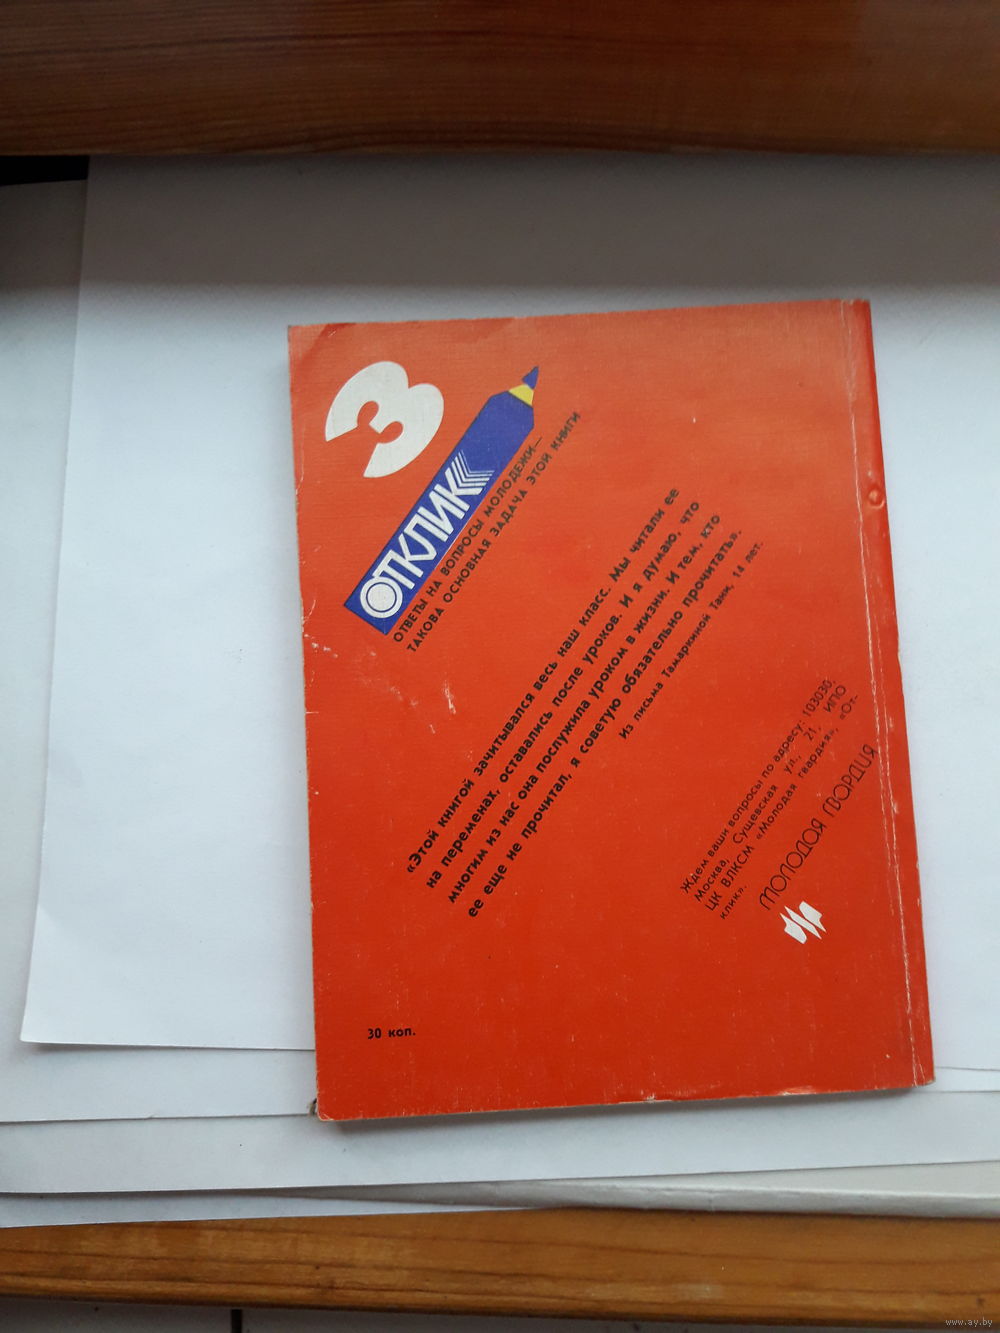 3
ОТКЛИК
ОТВЕТЫ НА ВОПРОСЫ МОЛОДЕЖИ—
ТАКОВА ОСНОВНАЯ ЗАДАЧА ЭТОЙ КНИГИ
«Этой книгой зачитывался весь наш класс. Мы читали ее
на переменах, оставались после уроков. И я думаю, что
многим из нас она послужила уроком в жизни. И тем, кто
ее еще не прочитал, я советую обязательно прочитать».
Из письма Тамаркиной Тани, 14 лет.
Ждем ваши вопросы по адресу: 103030,
Москва, Сущевская ул., 21, ИПО
ЦК ВЛКСМ «Молодая гвардия», «От-
клик».
МОЛОДАЯ ГВАРДИЯ
30 коп.
www.ay.by